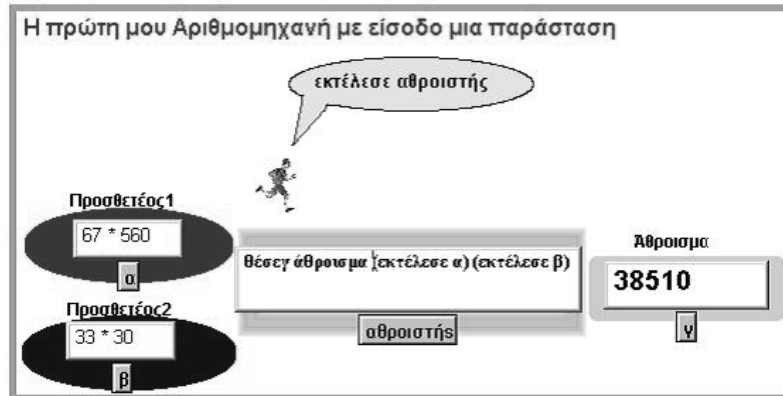 Η πρώτη μου Αριθμομηχανή με είσοδο μια παράσταση
εκτέλεσε αθροιστής
Προσθετέος1
67 * 560
α
Προσθετέος2
33 * 30
β
θέσεγ άθροισμα (εκτέλεσε α) (εκτέλεσε β)
αθροιστήs
Άθροισμα
38510
γ